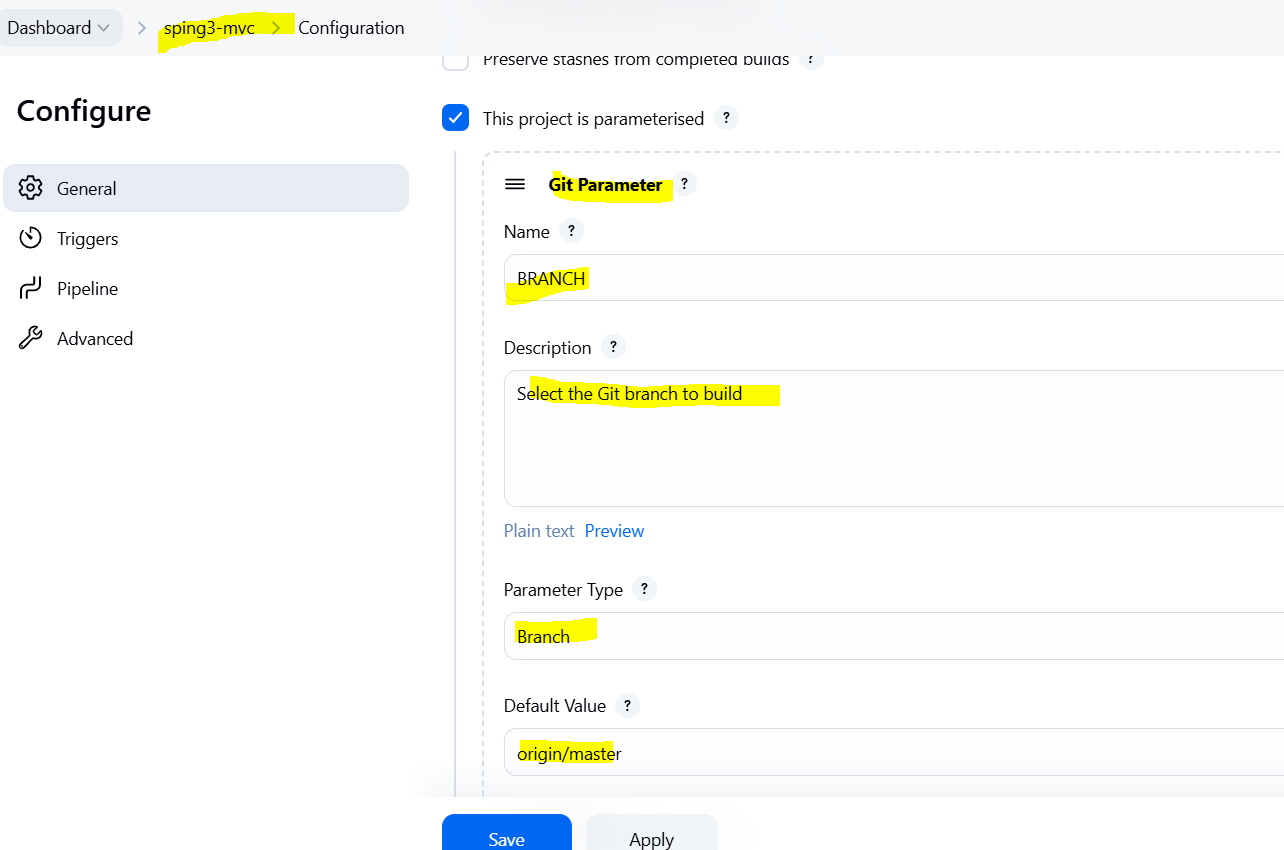 Dashboard sping3-mvc Configuration
Preserve stashes from completed builds ?
Configure
This project is parameterised ?
General
Git Parameter ?
Name ?
Triggers
BRANCH
Pipeline
Advanced
Description ?
Select the Git branch to build
Plain text Preview
Parameter Type ?
Branch
Default Value ?
origin/master
Save Apply